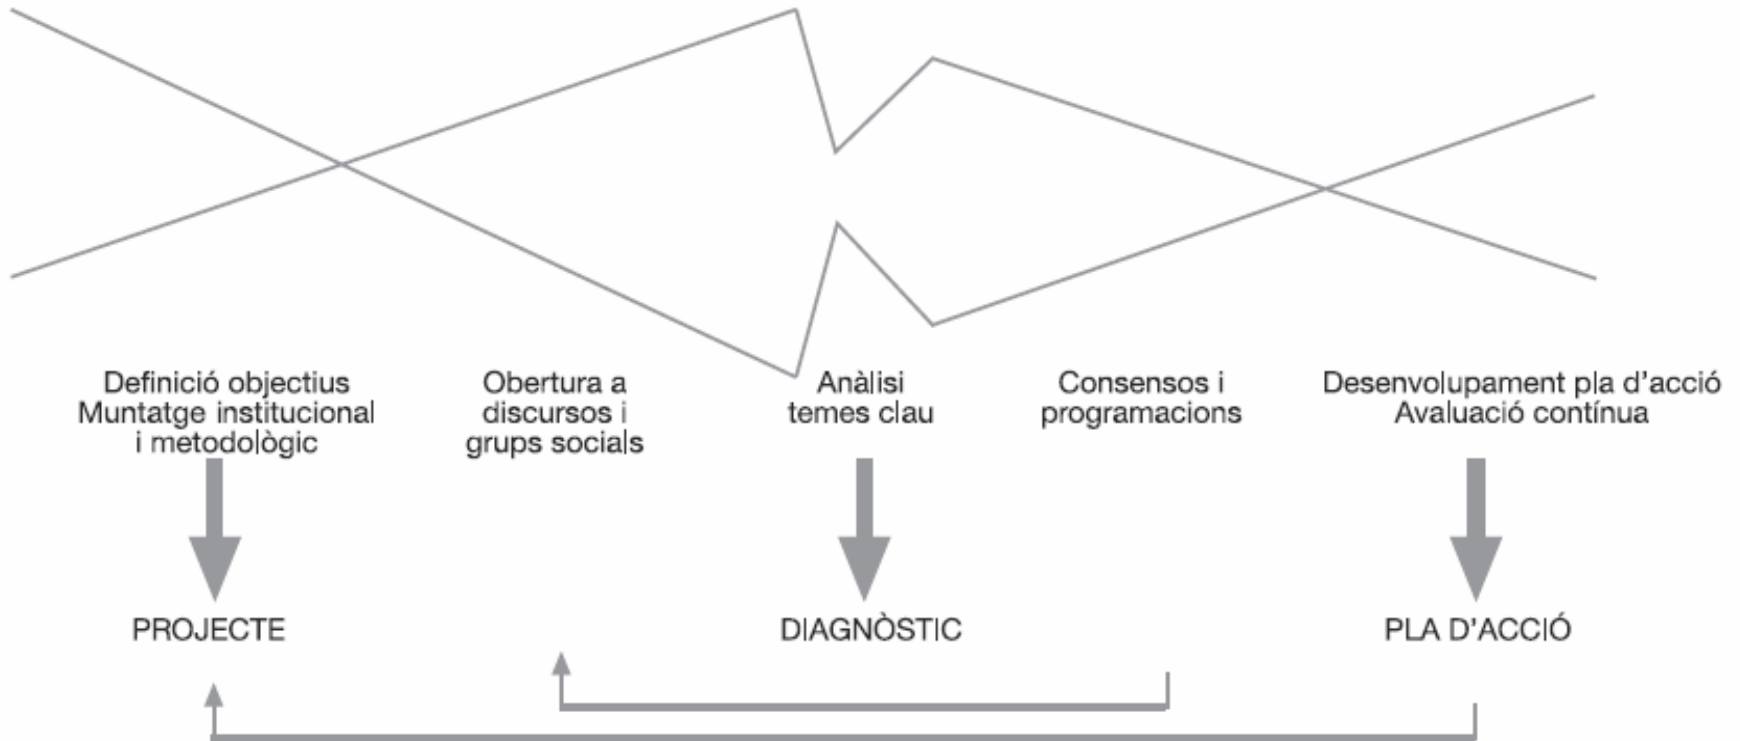 Definició objectius
Muntatge institucional
i metodològic
Obertura a
discursos i
grups socials
Anàlisi
temes clau
Consensos i
programacions
Desenvolupament pla d'acció
Avaluació contínua
PROJECTE
DIAGNÒSTIC
PLA D'ACCIÓ